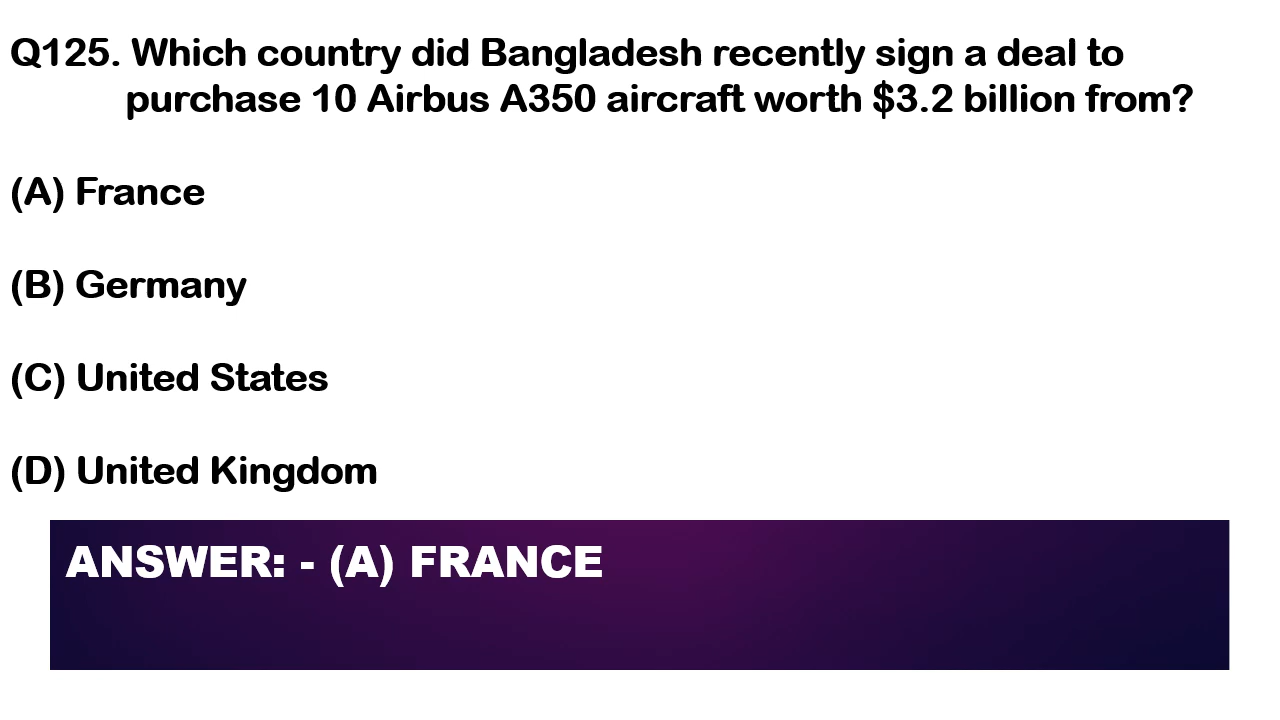 Q125. Which country did Bangladesh recently sign a deal to
purchase 10 Airbus A350 aircraft worth $3.2 billion from?
(A) France
(B) Germany
(C) United States
(D) United Kingdom
ANSWER: - (A) FRANCE